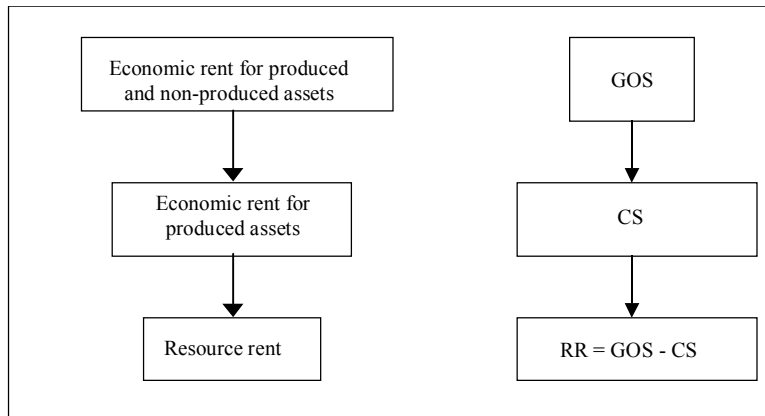 Economic rent for produced
and non-produced assets
GOS
Economic rent for
produced assets
CS
Resource rent
RR = GOS - CS